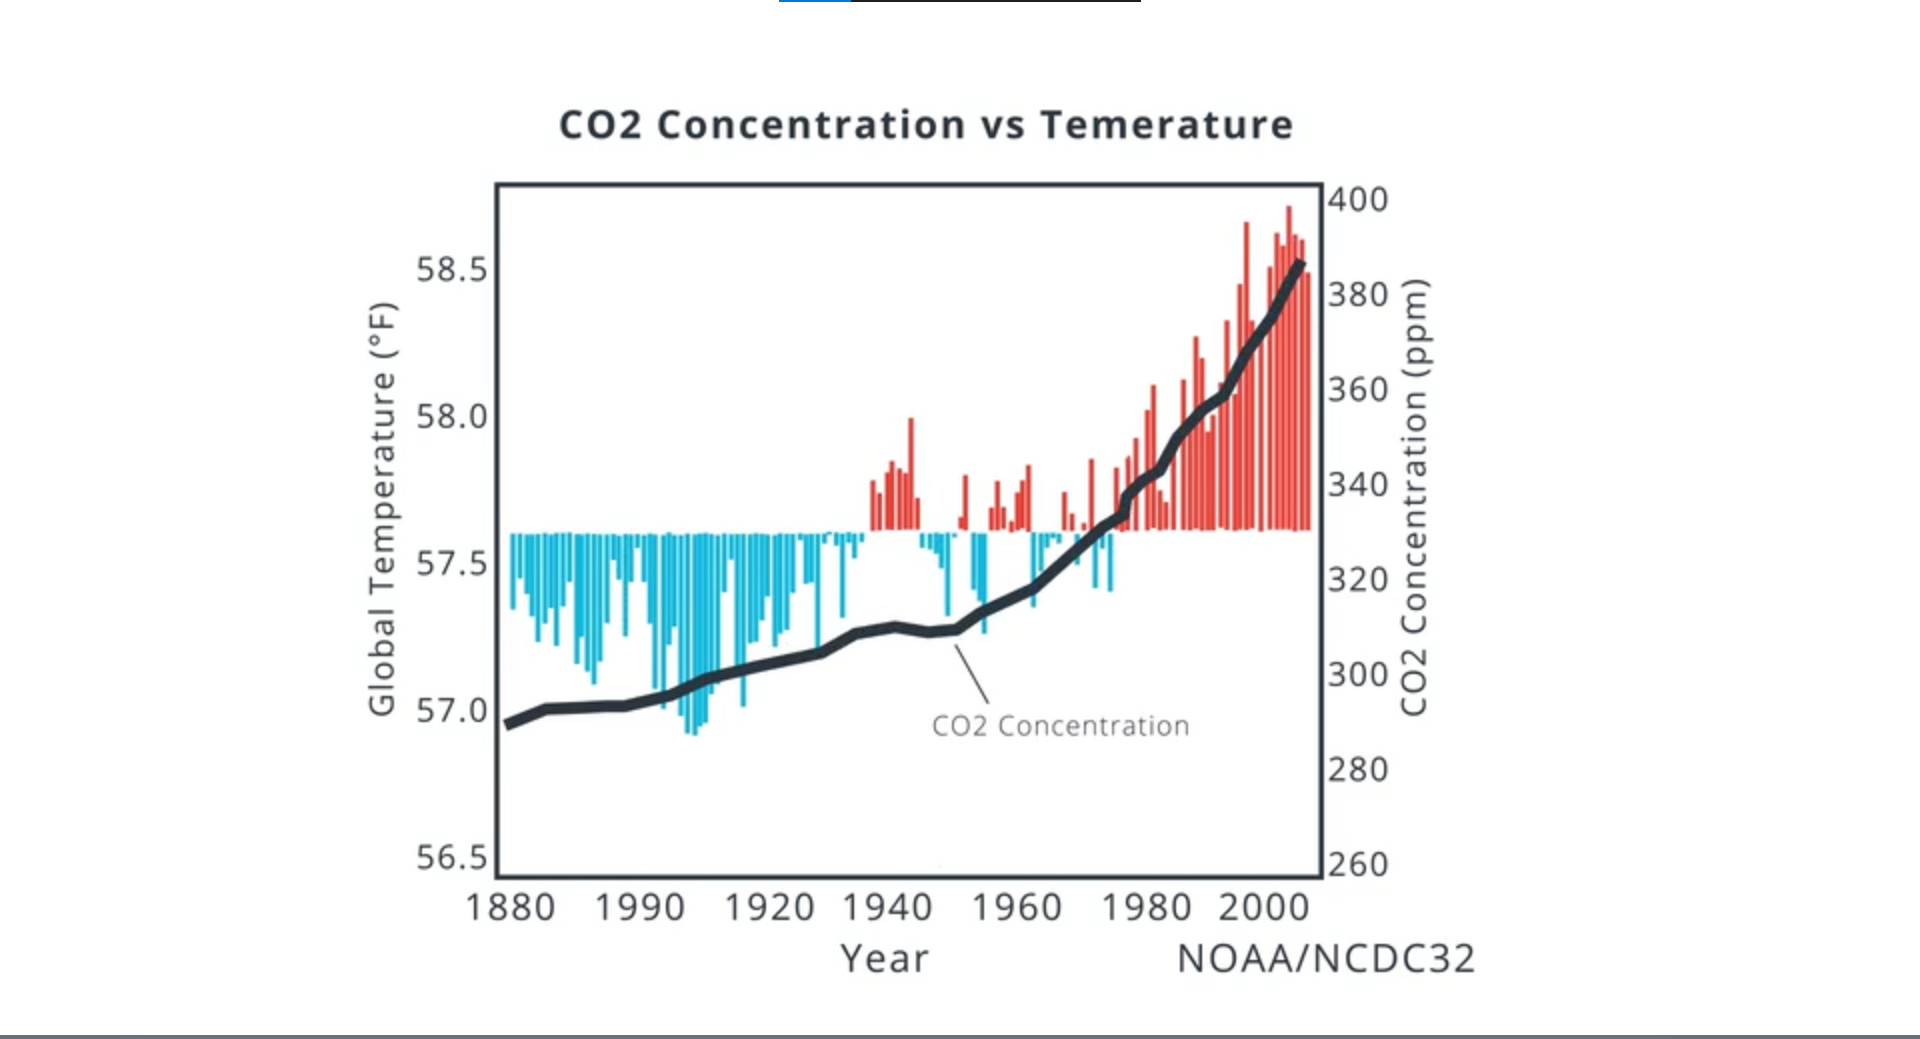 CO2 Concentration vs Temerature
400
58.5
380
360
58.0
340
57.5
320
300
57.0
280
56.5
260
Global Temperature (°F)
CO2 Concentration (ppm)
CO2 Concentration
1880 1990 1920 1940 1960 1980 2000
Year
NOAA/NCDC32